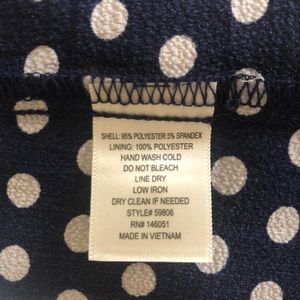 SHELL: 95% POLYESTER 5% SPANDEX
LINING: 100% POLYESTER
HAND WASH COLD
DO NOT BLEACH
LINE DRY
LOW IRON
DRY CLEAN IF NEEDED
STYLE# 59806
RN# 146051
MADE IN VIETNAM